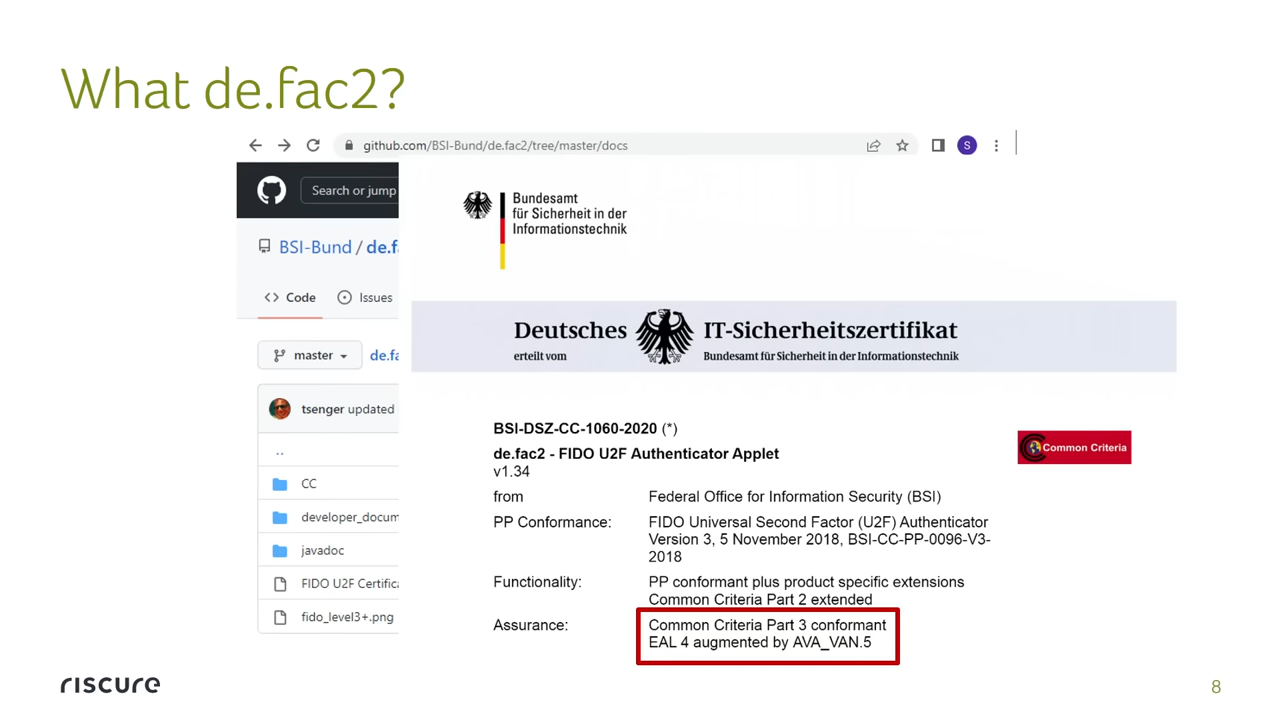 What de.fac2?
github.com/BSI-Bund/de.fac2/tree/master/docs
S
Search or jump
BSI-Bund / de.fa
Code
Issues
master
de.fa
tsenger updated
..
CC
developer_docum
javadoc
FIDO U2F Certifica
fido_level3+.png
Bundesamt
für Sicherheit in der
Informationstechnik
Deutsches IT-Sicherheitszertifikat
erteilt vom Bundesamt für Sicherheit in der Informationstechnik
BSI-DSZ-CC-1060-2020 (*)
Common Criteria
de.fac2 - FIDO U2F Authenticator Applet
v1.34
from Federal Office for Information Security (BSI)
PP Conformance: FIDO Universal Second Factor (U2F) Authenticator
Version 3, 5 November 2018, BSI-CC-PP-0096-V3-
2018
Functionality: PP conformant plus product specific extensions
Common Criteria Part 2 extended
Assurance: Common Criteria Part 3 conformant
EAL 4 augmented by AVA_VAN.5
riscure
8